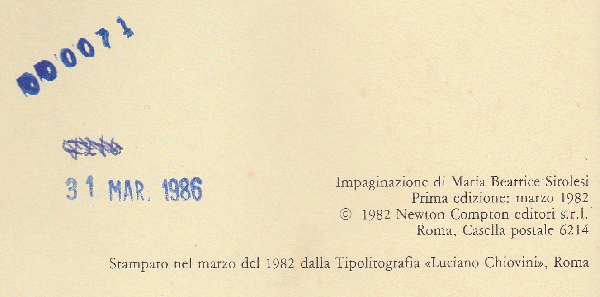 000071
31 MAR. 1986
Impaginazione di Maria Beatrice Sirolesi
Prima edizione: marzo 1982
© 1982 Newton Compton editori s.r.l.
Roma, Casella postale 6214
Stampato nel marzo del 1982 dalla Tipolitografia «Luciano Chiovini», Roma